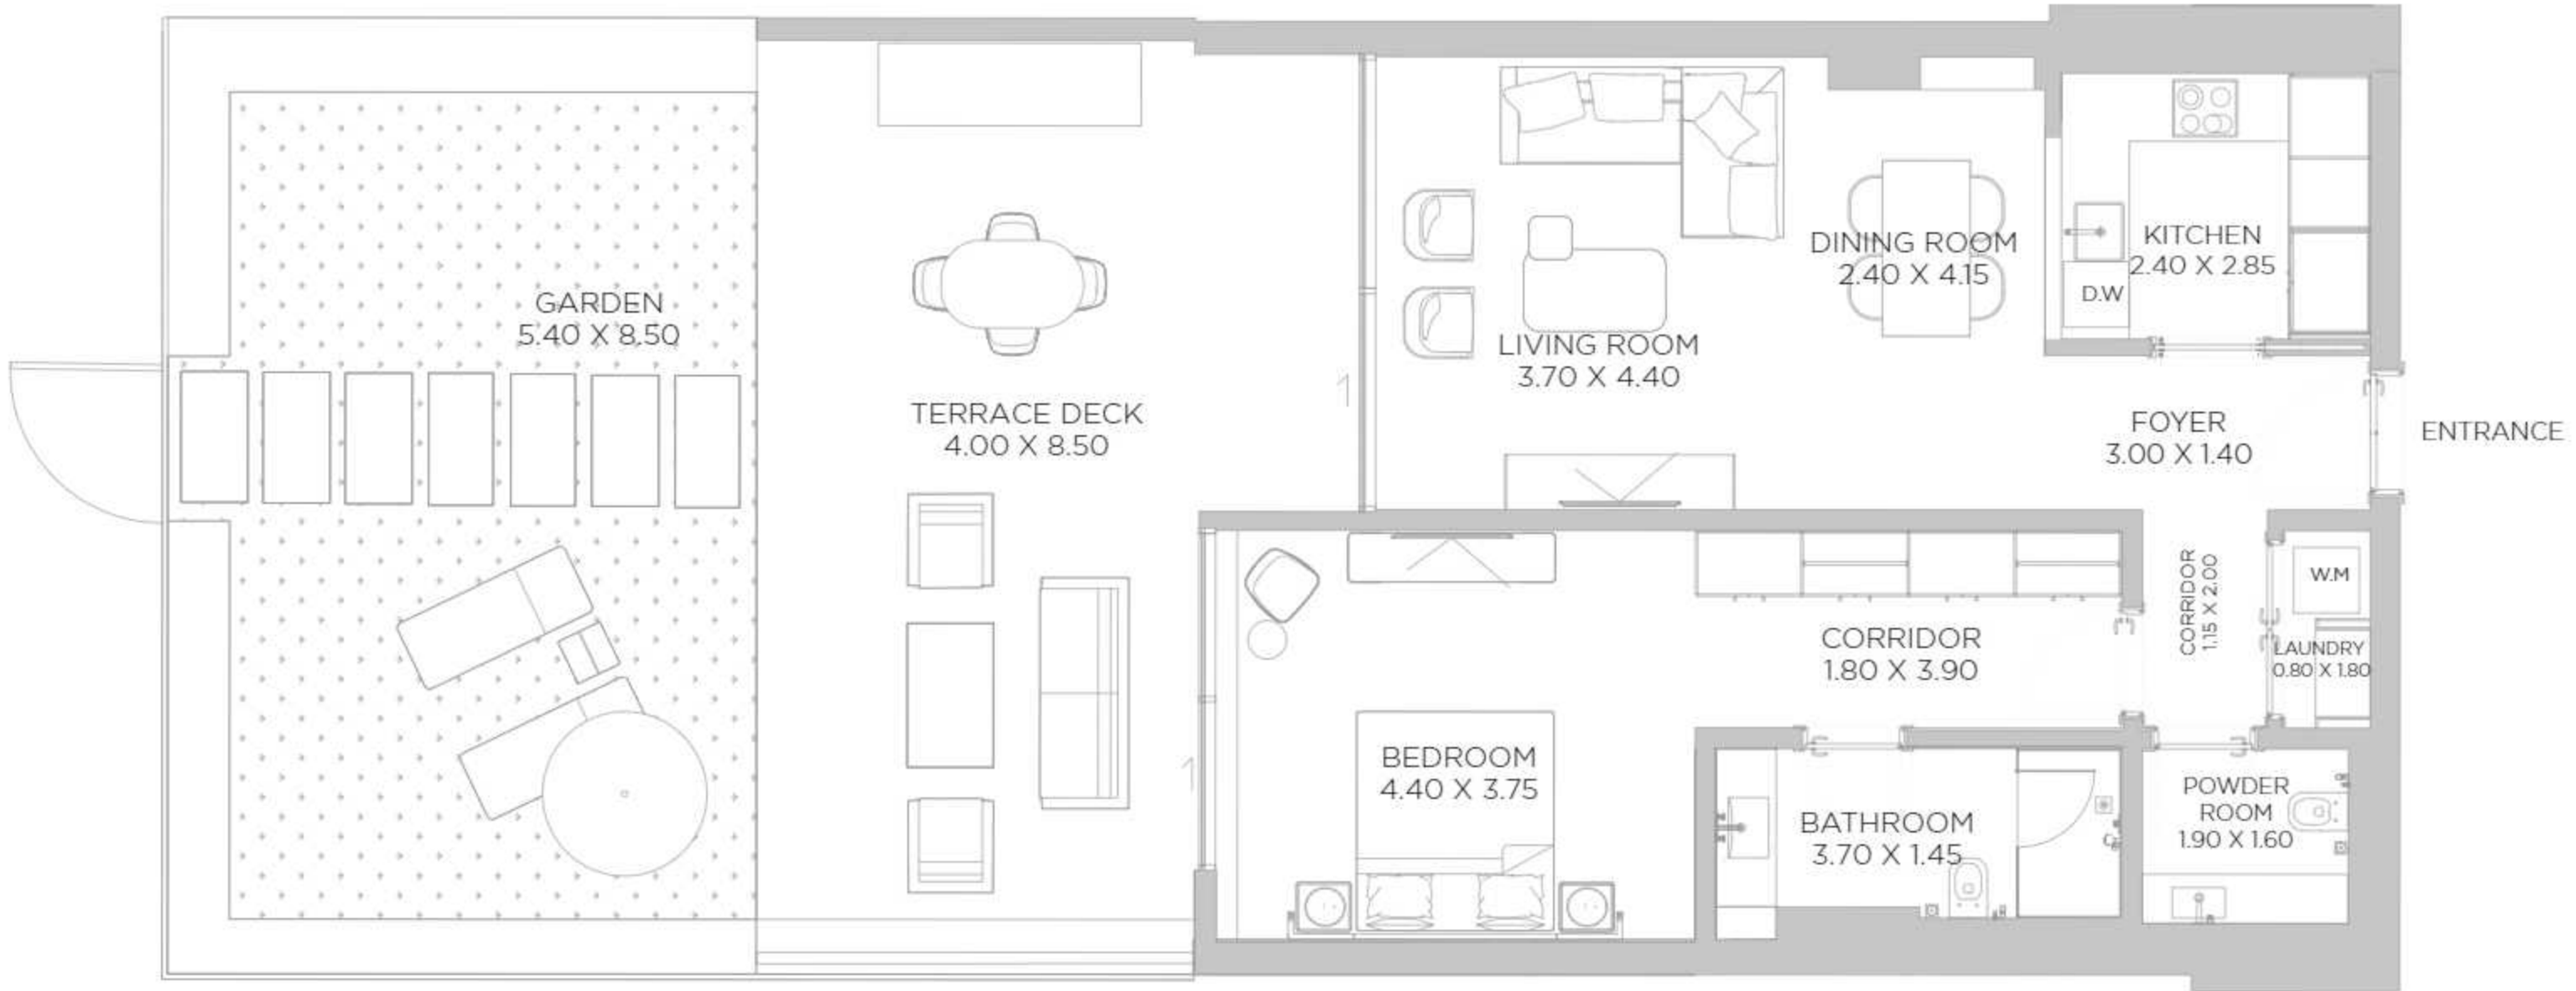 GARDEN
5.40 X 8.50
TERRACE DECK
4.00 X 8.50
LIVING ROOM
3.70 X 4.40
DINING ROOM
2.40 X 4.15
KITCHEN
2.40 X 2.85
D.W
FOYER
3.00 X 1.40
ENTRANCE
CORRIDOR
1.15 X 2.00
W.M
LAUNDRY
0.80 X 1.80
CORRIDOR
1.80 X 3.90
BEDROOM
4.40 X 3.75
BATHROOM
3.70 X 1.45
POWDER
ROOM
1.90 X 1.60